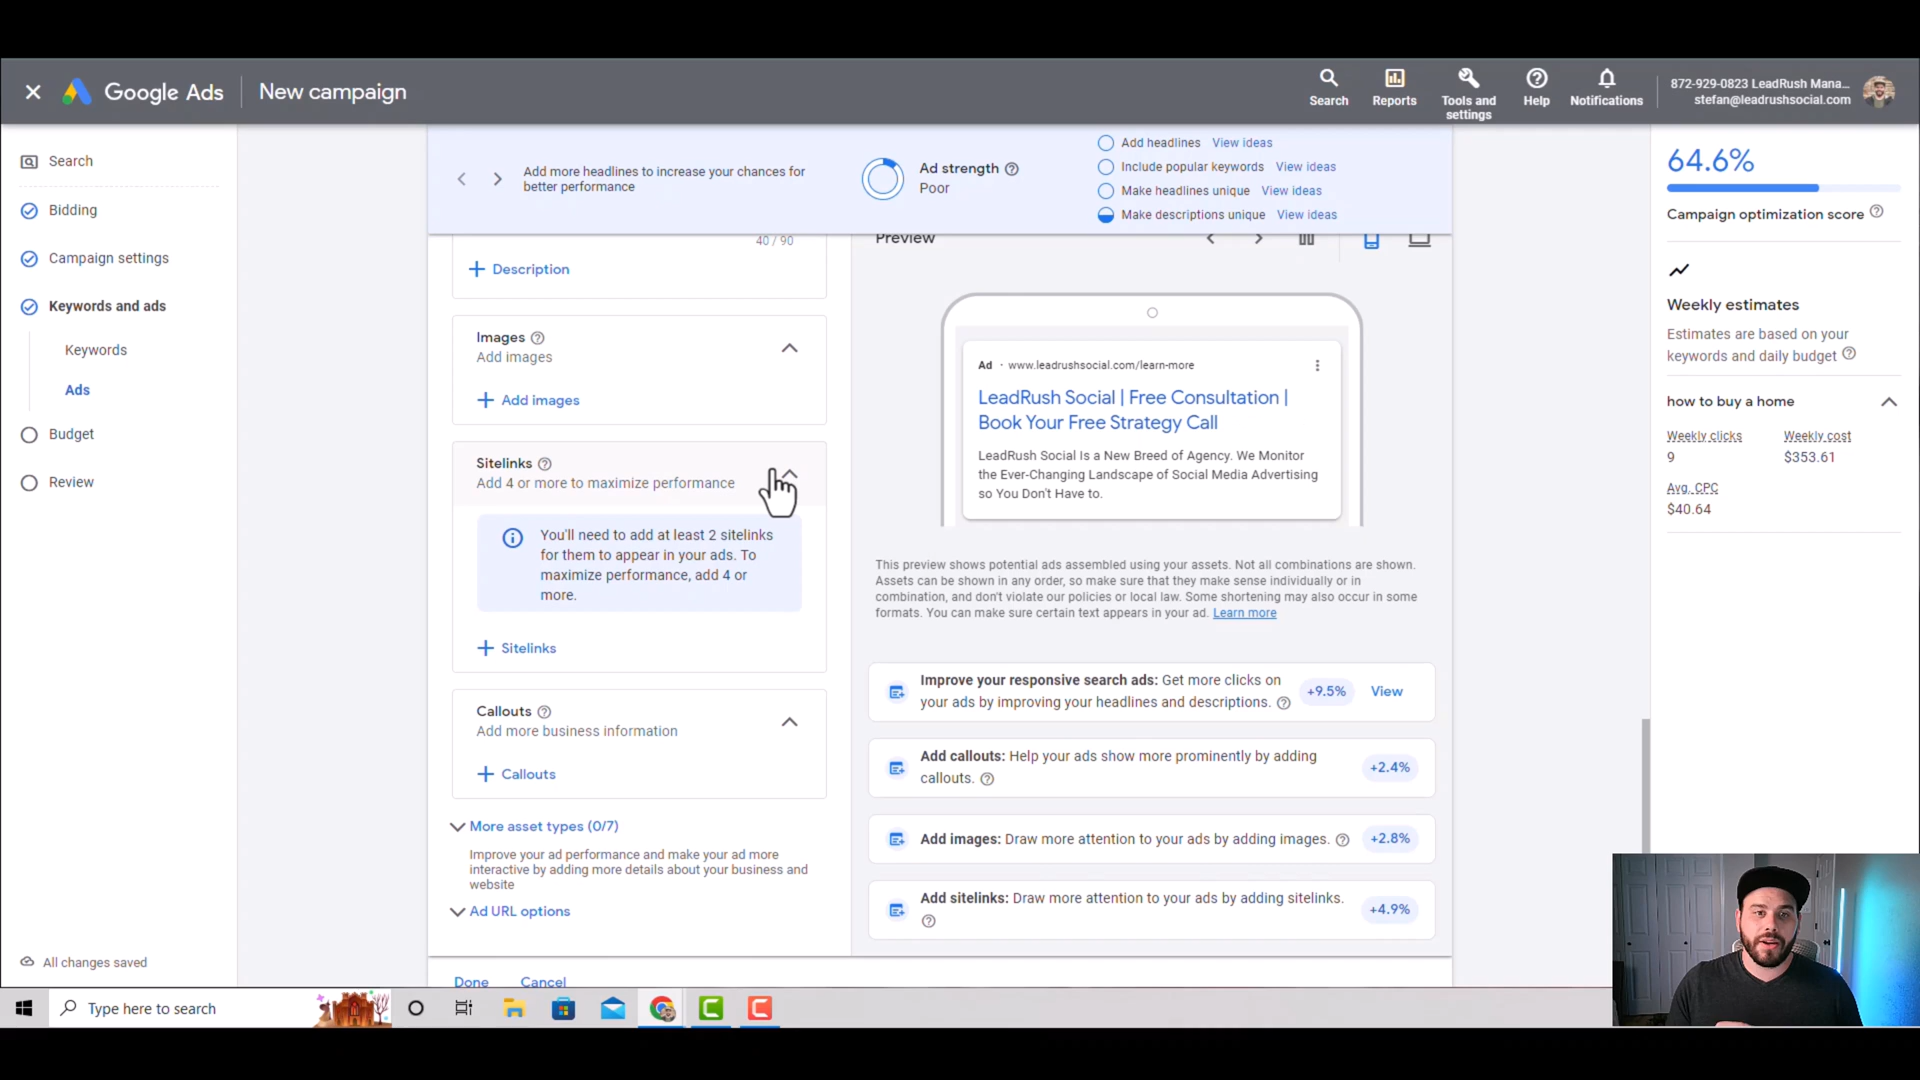 Google Ads
New campaign
Search
Reports
Tools and
settings
Help
Notifications
872-929-0823 LeadRush Mana...
stefan@leadrushsocial.com
Search
Bidding
Campaign settings
Keywords and ads
Keywords
Ads
Budget
Review
All changes saved
Add more headlines to increase your chances for
better performance
Ad strength
Poor
Add headlines View ideas
Include popular keywords View ideas
Make headlines unique View ideas
Make descriptions unique View ideas
40 / 90
+ Description
Images
Add images
+ Add images
Sitelinks
Add 4 or more to maximize performance
You'll need to add at least 2 sitelinks
for them to appear in your ads. To
maximize performance, add 4 or
more.
+ Sitelinks
Callouts
Add more business information
+ Callouts
More asset types (0/7)
Improve your ad performance and make your ad more
interactive by adding more details about your business and
website
Ad URL options
Done Cancel
Preview
Ad · www.leadrushsocial.com/learn-more
LeadRush Social | Free Consultation |
Book Your Free Strategy Call
LeadRush Social Is a New Breed of Agency. We Monitor
the Ever-Changing Landscape of Social Media Advertising
so You Don't Have to.
This preview shows potential ads assembled using your assets. Not all combinations are shown.
Assets can be shown in any order, so make sure that they make sense individually or in
combination, and don't violate our policies or local law. Some shortening may also occur in some
formats. You can make sure certain text appears in your ad. Learn more
Improve your responsive search ads: Get more clicks on
your ads by improving your headlines and descriptions.
+9.5%
View
Add callouts: Help your ads show more prominently by adding
callouts.
+2.4%
Add images: Draw more attention to your ads by adding images.
+2.8%
Add sitelinks: Draw more attention to your ads by adding sitelinks.
+4.9%
64.6%
Campaign optimization score
Weekly estimates
Estimates are based on your
keywords and daily budget
how to buy a home
Weekly clicks Weekly cost
9 $353.61
Avg. CPC
$40.64
Type here to search